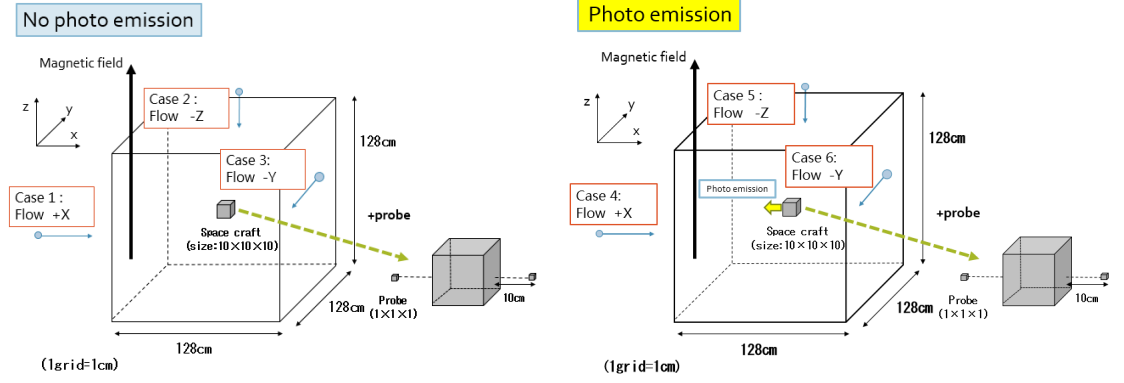 No photo emission
Magnetic field
z
y
x
Case 2 :
Flow -Z
128cm
Case 3:
Flow -Y
Case 1 :
Flow +X
+probe
Space craft
(size:10×10×10)
Probe
(1×1×1)
10cm
128cm
128cm
(1grid=1cm)
Photo emission
Magnetic field
z
y
x
Case 5 :
Flow -Z
128cm
Case 6:
Flow -Y
Photo emission
Case 4:
Flow +X
+probe
Space craft
(size:10×10×10)
Probe
(1×1×1)
10cm
128cm
128cm
(1grid=1cm)